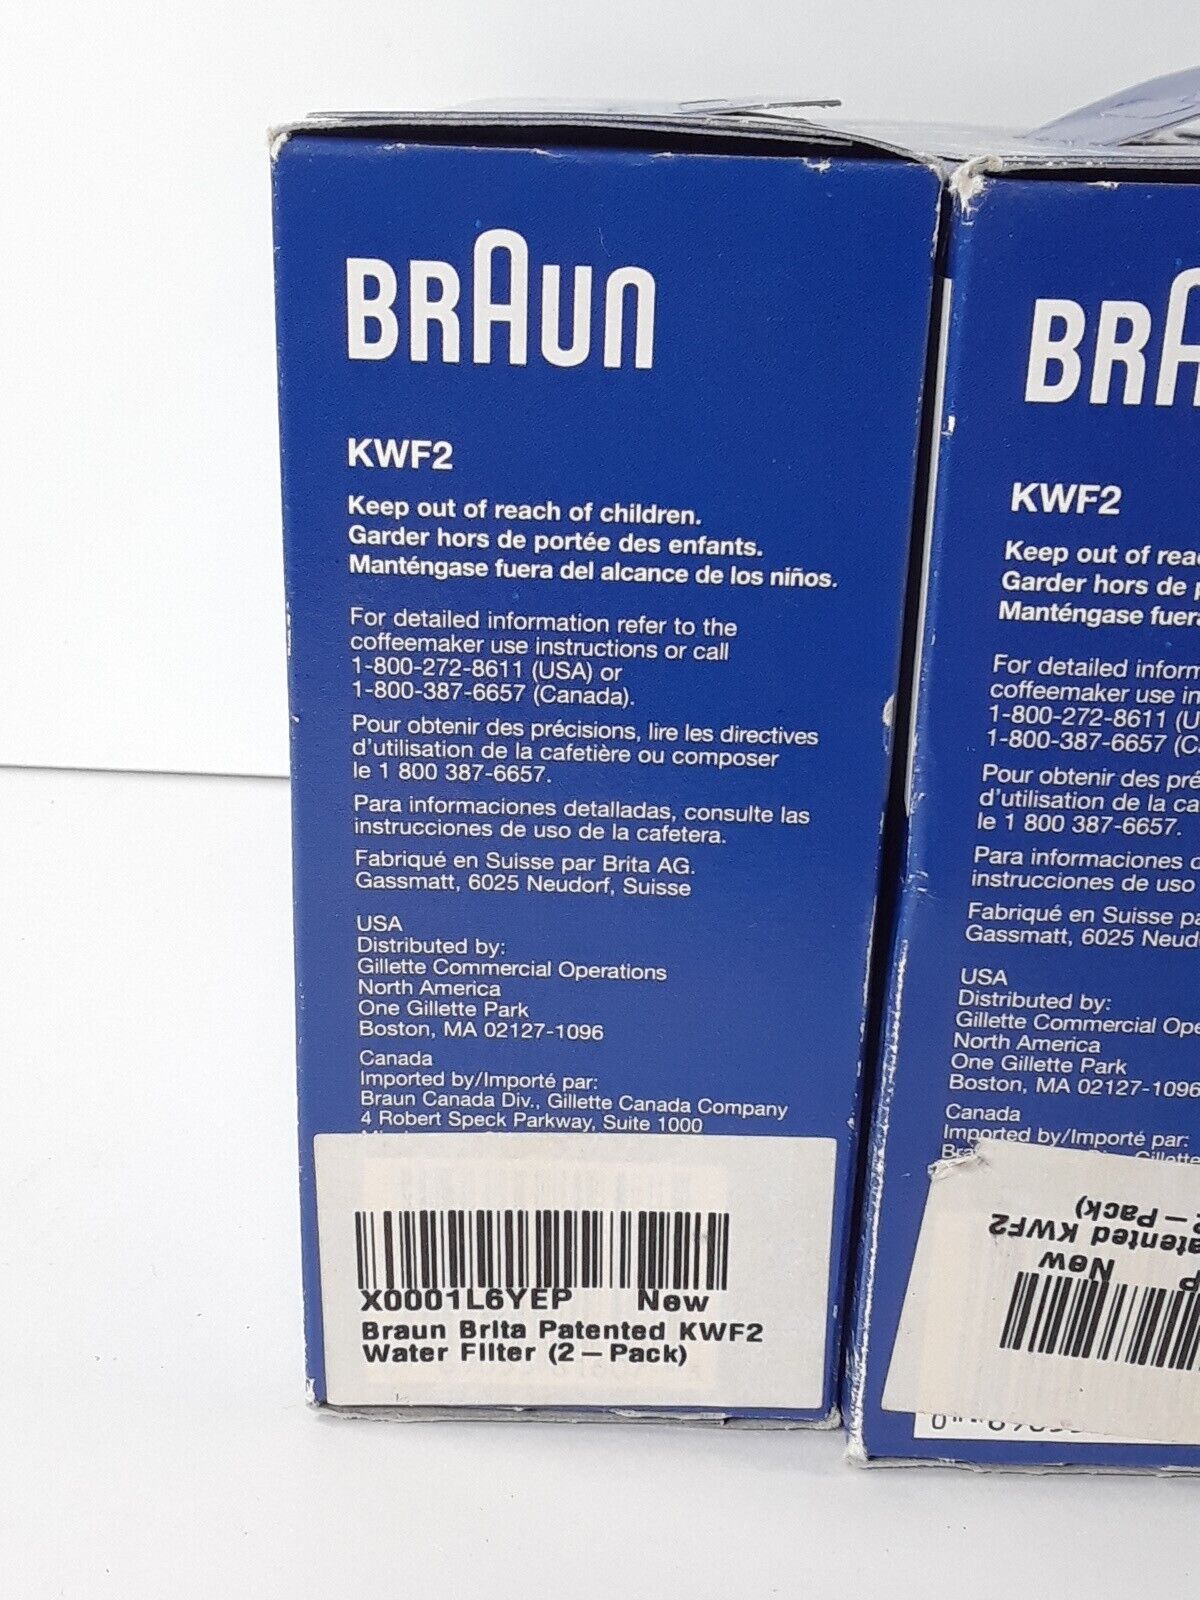 BRAUN
KWF2
Keep out of reach of children.
Garder hors de portée des enfants.
Manténgase fuera del alcance de los niños.
For detailed information refer to the
coffeemaker use instructions or call
1-800-272-8611 (USA) or
1-800-387-6657 (Canada).
Pour obtenir des précisions, lire les directives
d'utilisation de la cafetière ou composer
le 1 800 387-6657.
Para informaciones detalladas, consulte las
instrucciones de uso de la cafetera.
Fabriqué en Suisse par Brita AG.
Gassmatt, 6025 Neudorf, Suisse
USA
Distributed by:
Gillette Commercial Operations
North America
One Gillette Park
Boston, MA 02127-1096
Canada
Imported by/Importé par:
Braun Canada Div., Gillette Canada Company
4 Robert Speck Parkway, Suite 1000
X0001L6YEP New
Braun Brita Patented KWF2
Water Filter (2-Pack)
BRA
KWF2
Keep out of rea
Garder hors de p
Manténgase fuera
For detailed inform
coffeemaker use in
1-800-272-8611 (U
1-800-387-6657 (C
Pour obtenir des pré
d'utilisation de la ca
le 1 800 387-6657.
Para informaciones d
instrucciones de uso
Fabriqué en Suisse pa
Gassmatt, 6025 Neud
USA
Distributed by:
Gillette Commercial Ope
North America
One Gillette Park
Boston, MA 02127-1096
Canada
Imported by/Importé par:
P New
atented KWF2
-Pack)